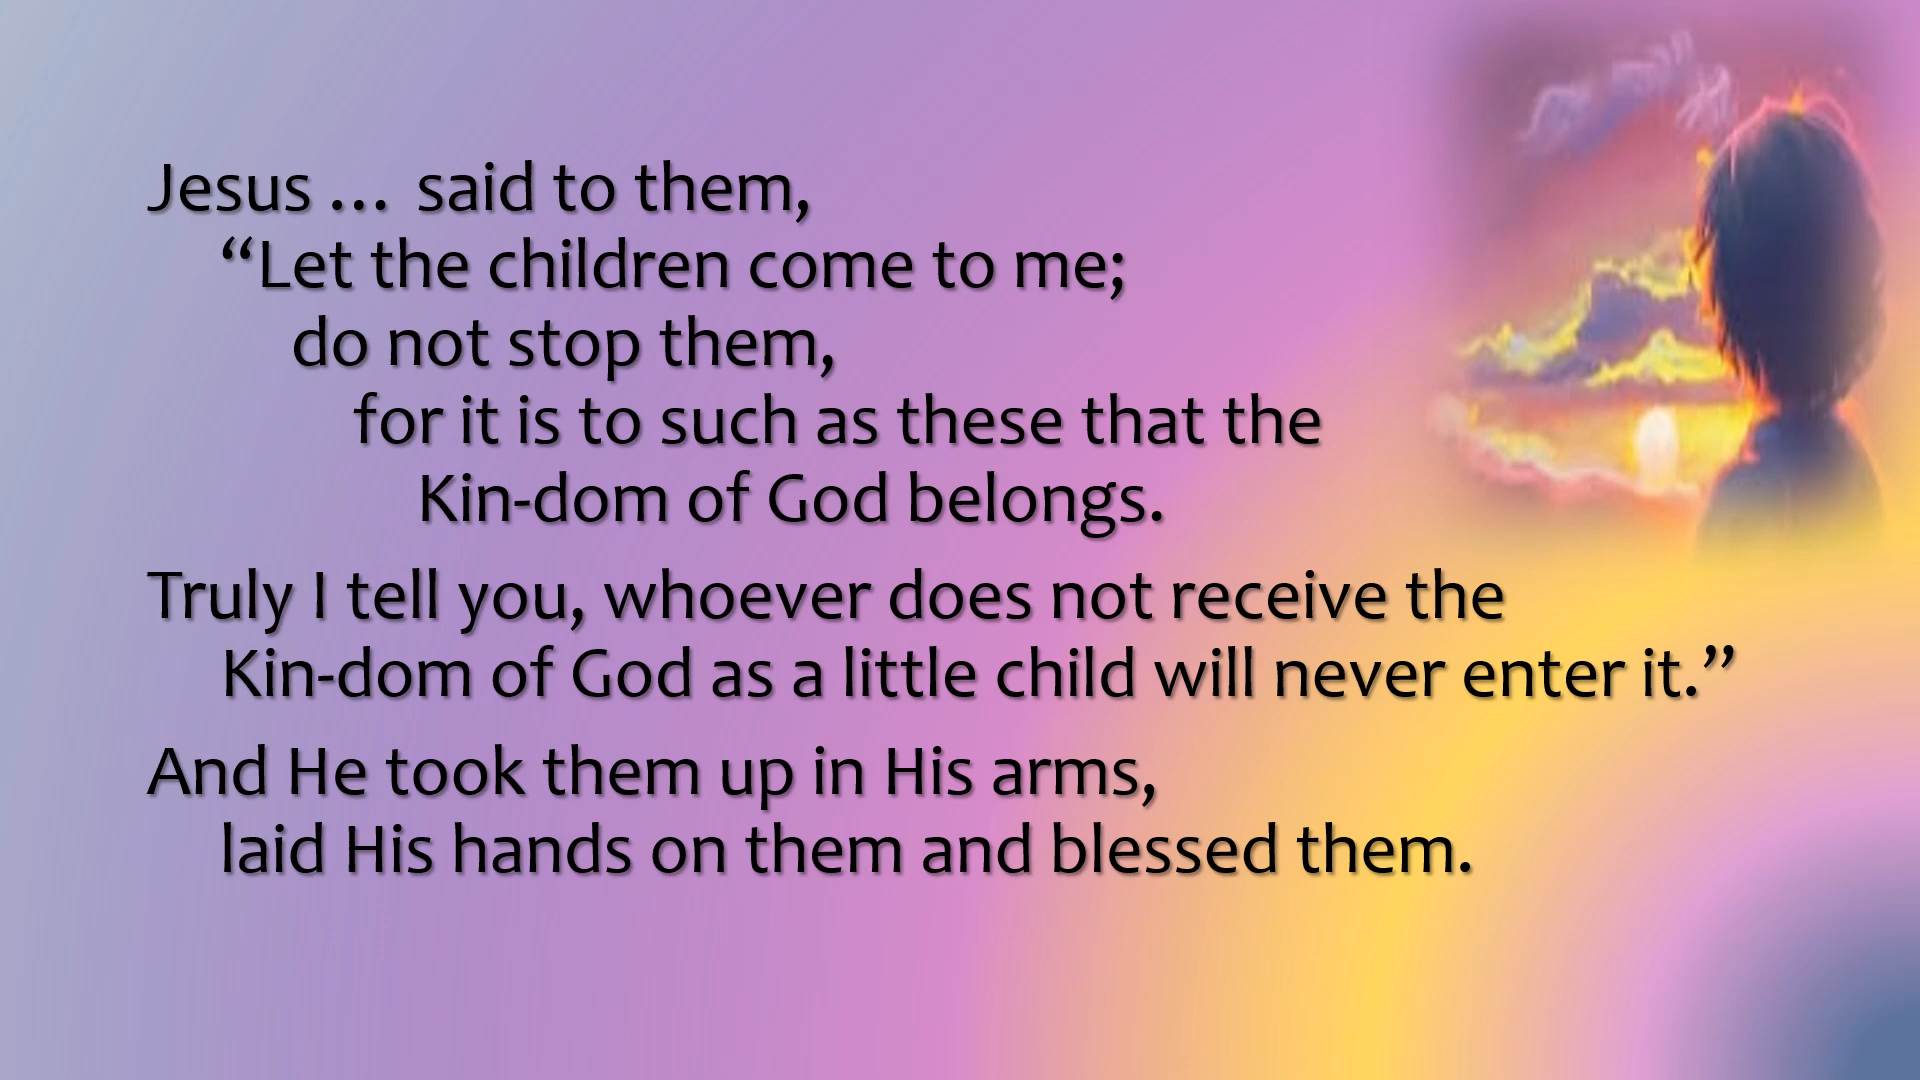 Jesus … said to them,
“Let the children come to me;
do not stop them,
for it is to such as these that the
Kin-dom of God belongs.
Truly I tell you, whoever does not receive the
Kin-dom of God as a little child will never enter it.”
And He took them up in His arms,
laid His hands on them and blessed them.